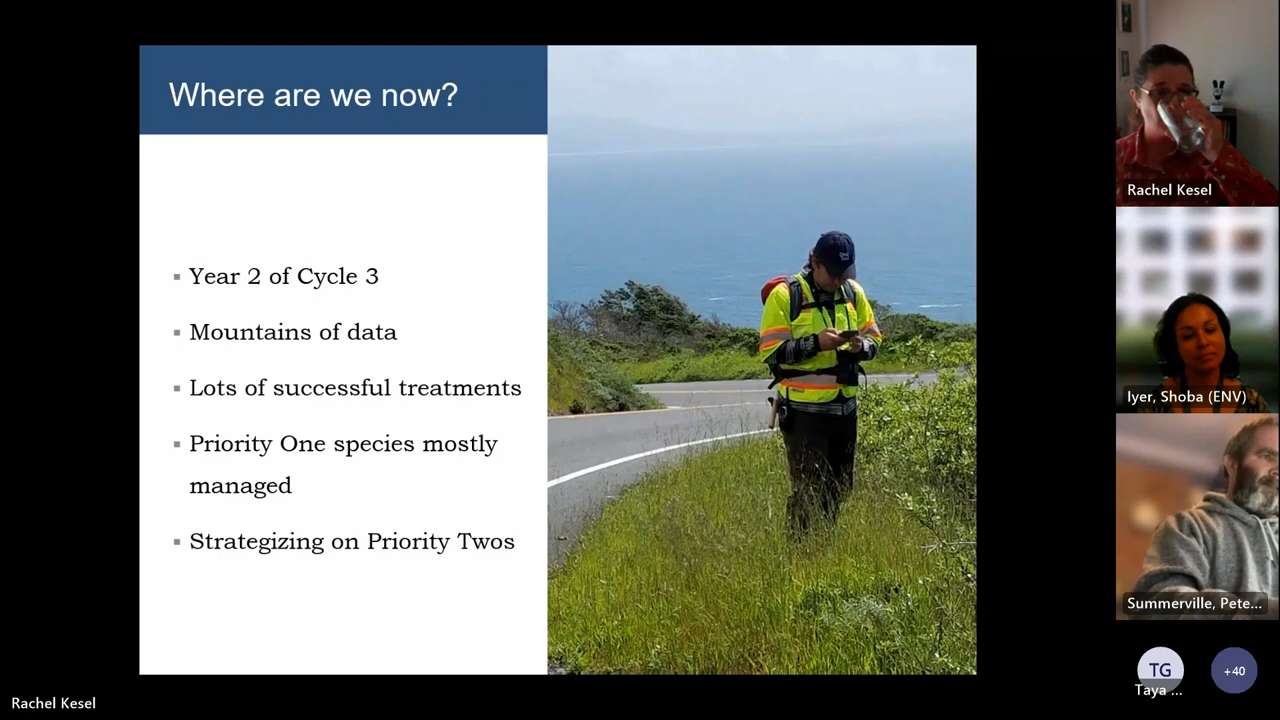 Where are we now?
Year 2 of Cycle 3
Mountains of data
Lots of successful treatments
Priority One species mostly
managed
Strategizing on Priority Twos
Rachel Kesel
Iyer, Shoba (ENV)
Summerville, Pete...
TG
Taya ...
+40
Rachel Kesel